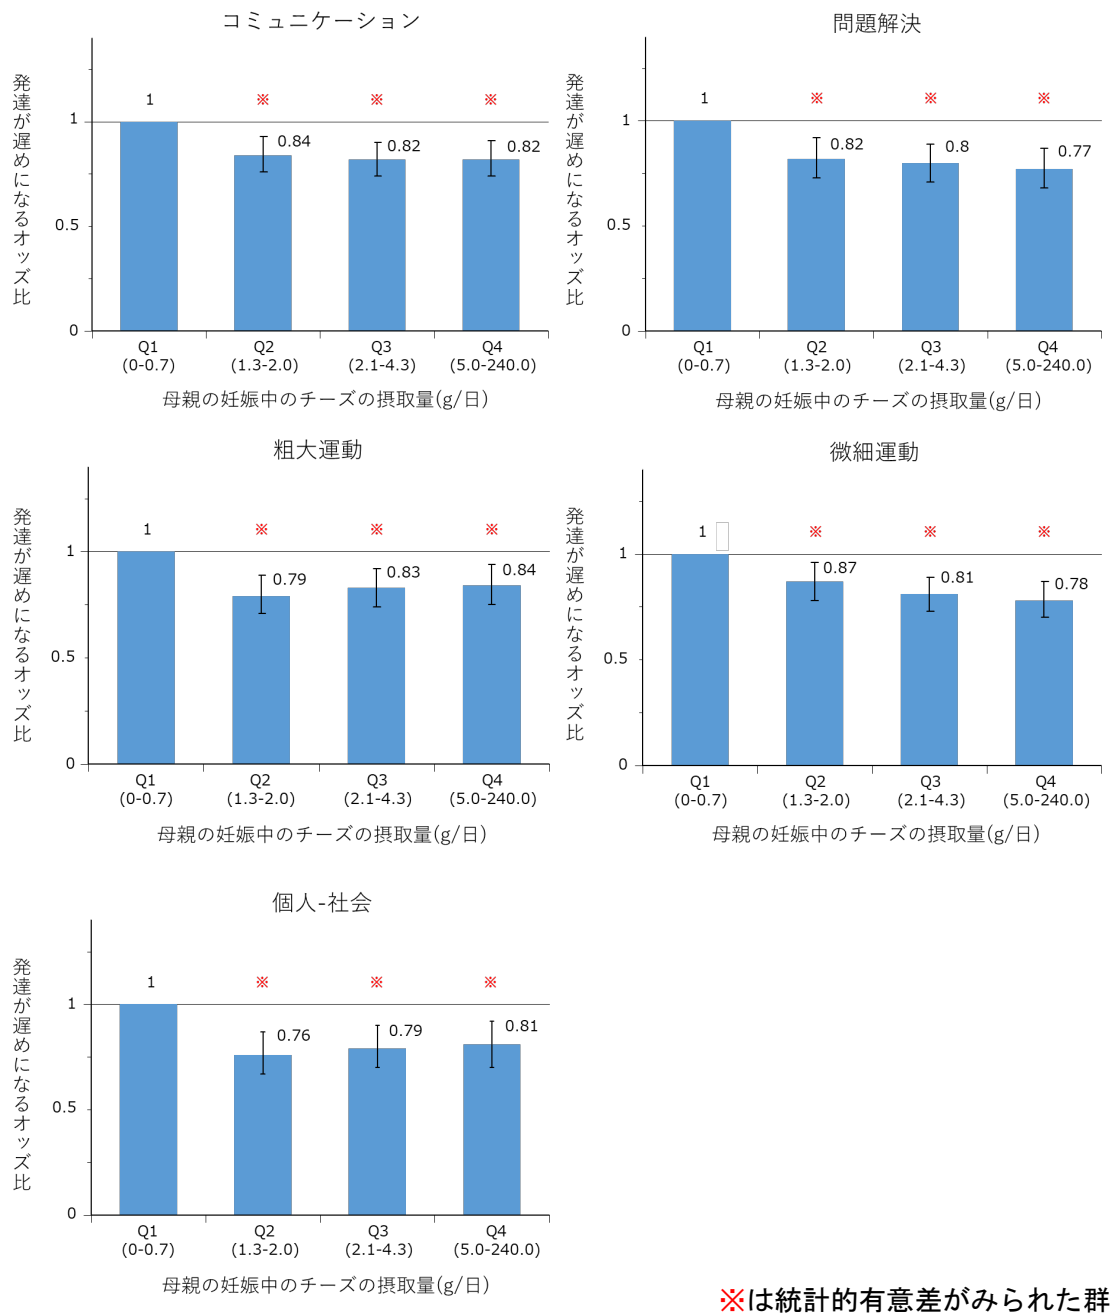 コミュニケーション
発達が遅めになるオッズ比
1 ※ ※ ※
1
0.84 0.82 0.82
0.5
0
Q1 Q2 Q3 Q4
(0-0.7) (1.3-2.0) (2.1-4.3) (5.0-240.0)
母親の妊娠中のチーズの摂取量(g/日)
問題解決
発達が遅めになるオッズ比
1 ※ ※ ※
1
0.82 0.8 0.77
0.5
0
Q1 Q2 Q3 Q4
(0-0.7) (1.3-2.0) (2.1-4.3) (5.0-240.0)
母親の妊娠中のチーズの摂取量(g/日)
粗大運動
発達が遅めになるオッズ比
1 ※ ※ ※
1
0.79 0.83 0.84
0.5
0
Q1 Q2 Q3 Q4
(0-0.7) (1.3-2.0) (2.1-4.3) (5.0-240.0)
母親の妊娠中のチーズの摂取量(g/日)
微細運動
発達が遅めになるオッズ比
1 ※ ※ ※
1
0.87 0.81 0.78
0.5
0
Q1 Q2 Q3 Q4
(0-0.7) (1.3-2.0) (2.1-4.3) (5.0-240.0)
母親の妊娠中のチーズの摂取量(g/日)
個人-社会
発達が遅めになるオッズ比
1 ※ ※ ※
1
0.76 0.79 0.81
0.5
0
Q1 Q2 Q3 Q4
(0-0.7) (1.3-2.0) (2.1-4.3) (5.0-240.0)
母親の妊娠中のチーズの摂取量(g/日)
※は統計的有意差がみられた群